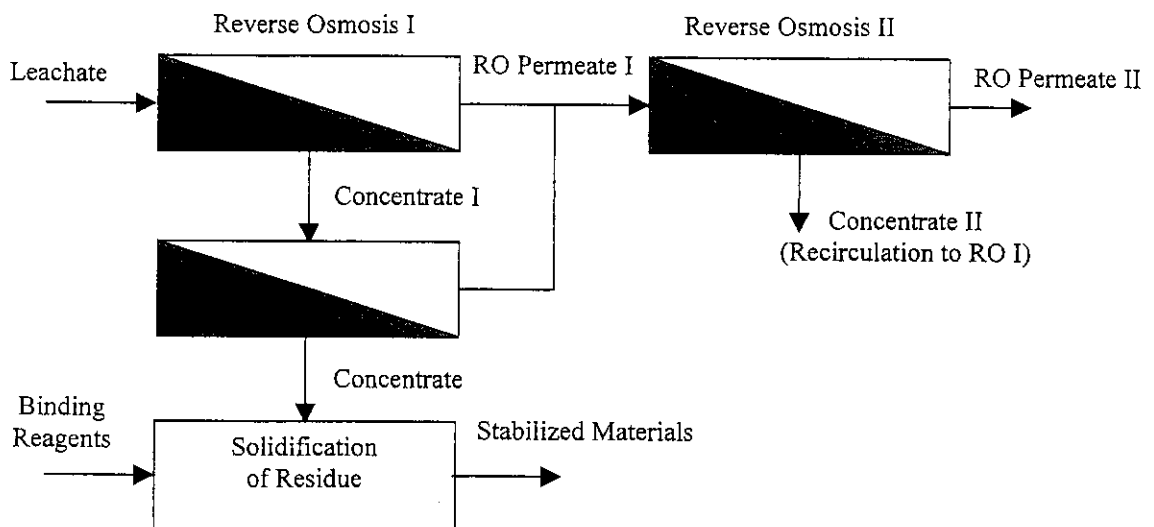 Reverse Osmosis I
Reverse Osmosis II
Leachate
RO Permeate I
RO Permeate II
Concentrate I
Concentrate II
(Recirculation to RO I)
Concentrate
Binding
Reagents
Solidification
of Residue
Stabilized Materials